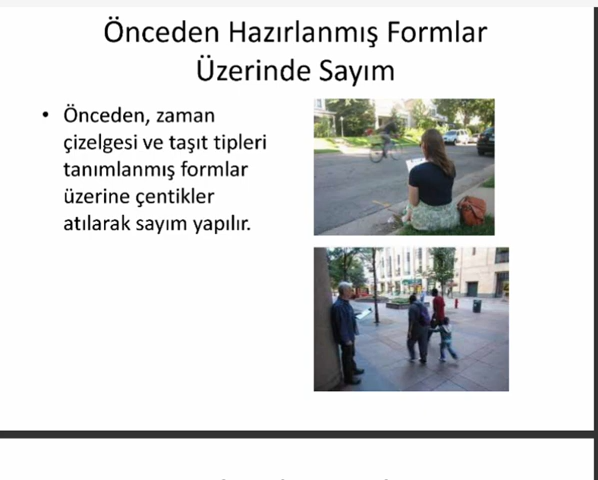 Önceden Hazırlanmış Formlar
Üzerinde Sayım
• Önceden, zaman
çizelgesi ve taşıt tipleri
tanımlanmış formlar
üzerine çentikler
atılarak sayım yapılır.